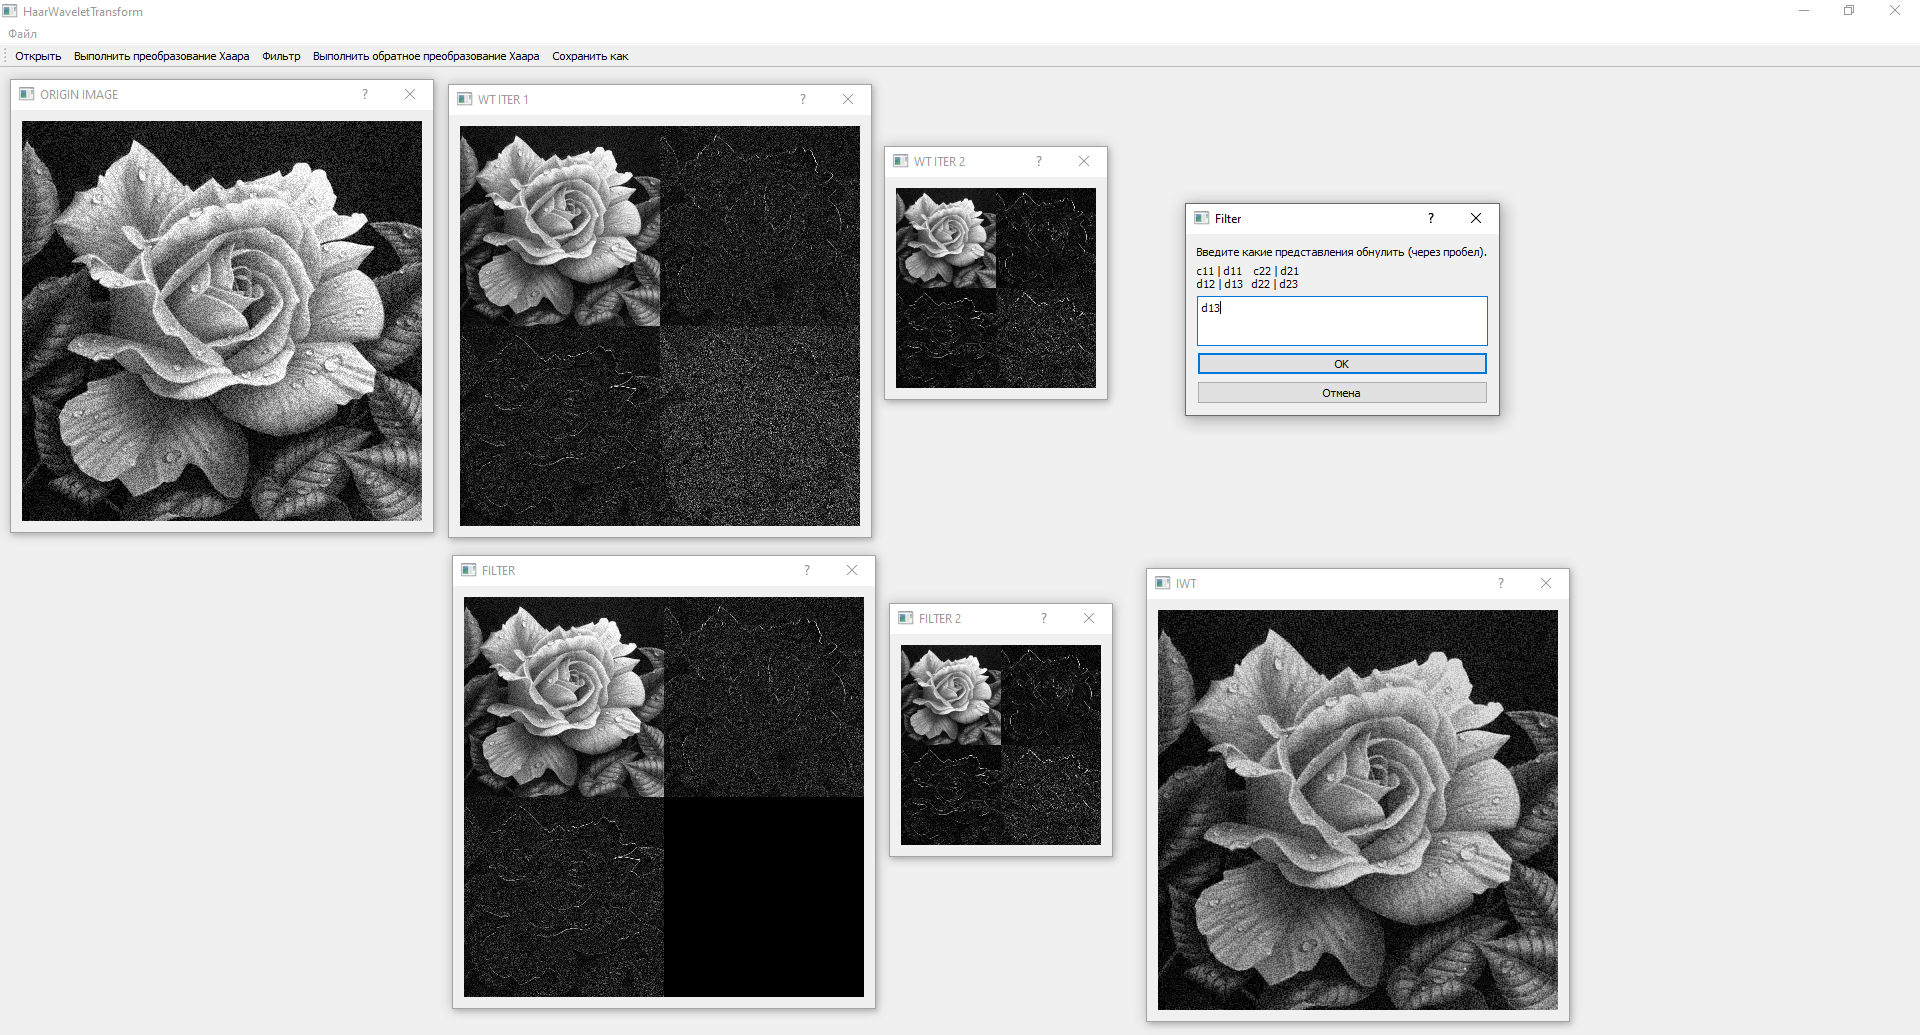 HaarWaveletTransform
Файл
Открыть Выполнить преобразование Хаара Фильтр Выполнить обратное преобразование Хаара Сохранить как
ORIGIN IMAGE ?
WT ITER 1 ?
WT ITER 2 ?
Filter ?
Введите какие представления обнулить (через пробел).
c11 | d11 c22 | d21
d12 | d13 d22 | d23
d13
OK
Отмена
FILTER ?
FILTER 2 ?
IWT ?